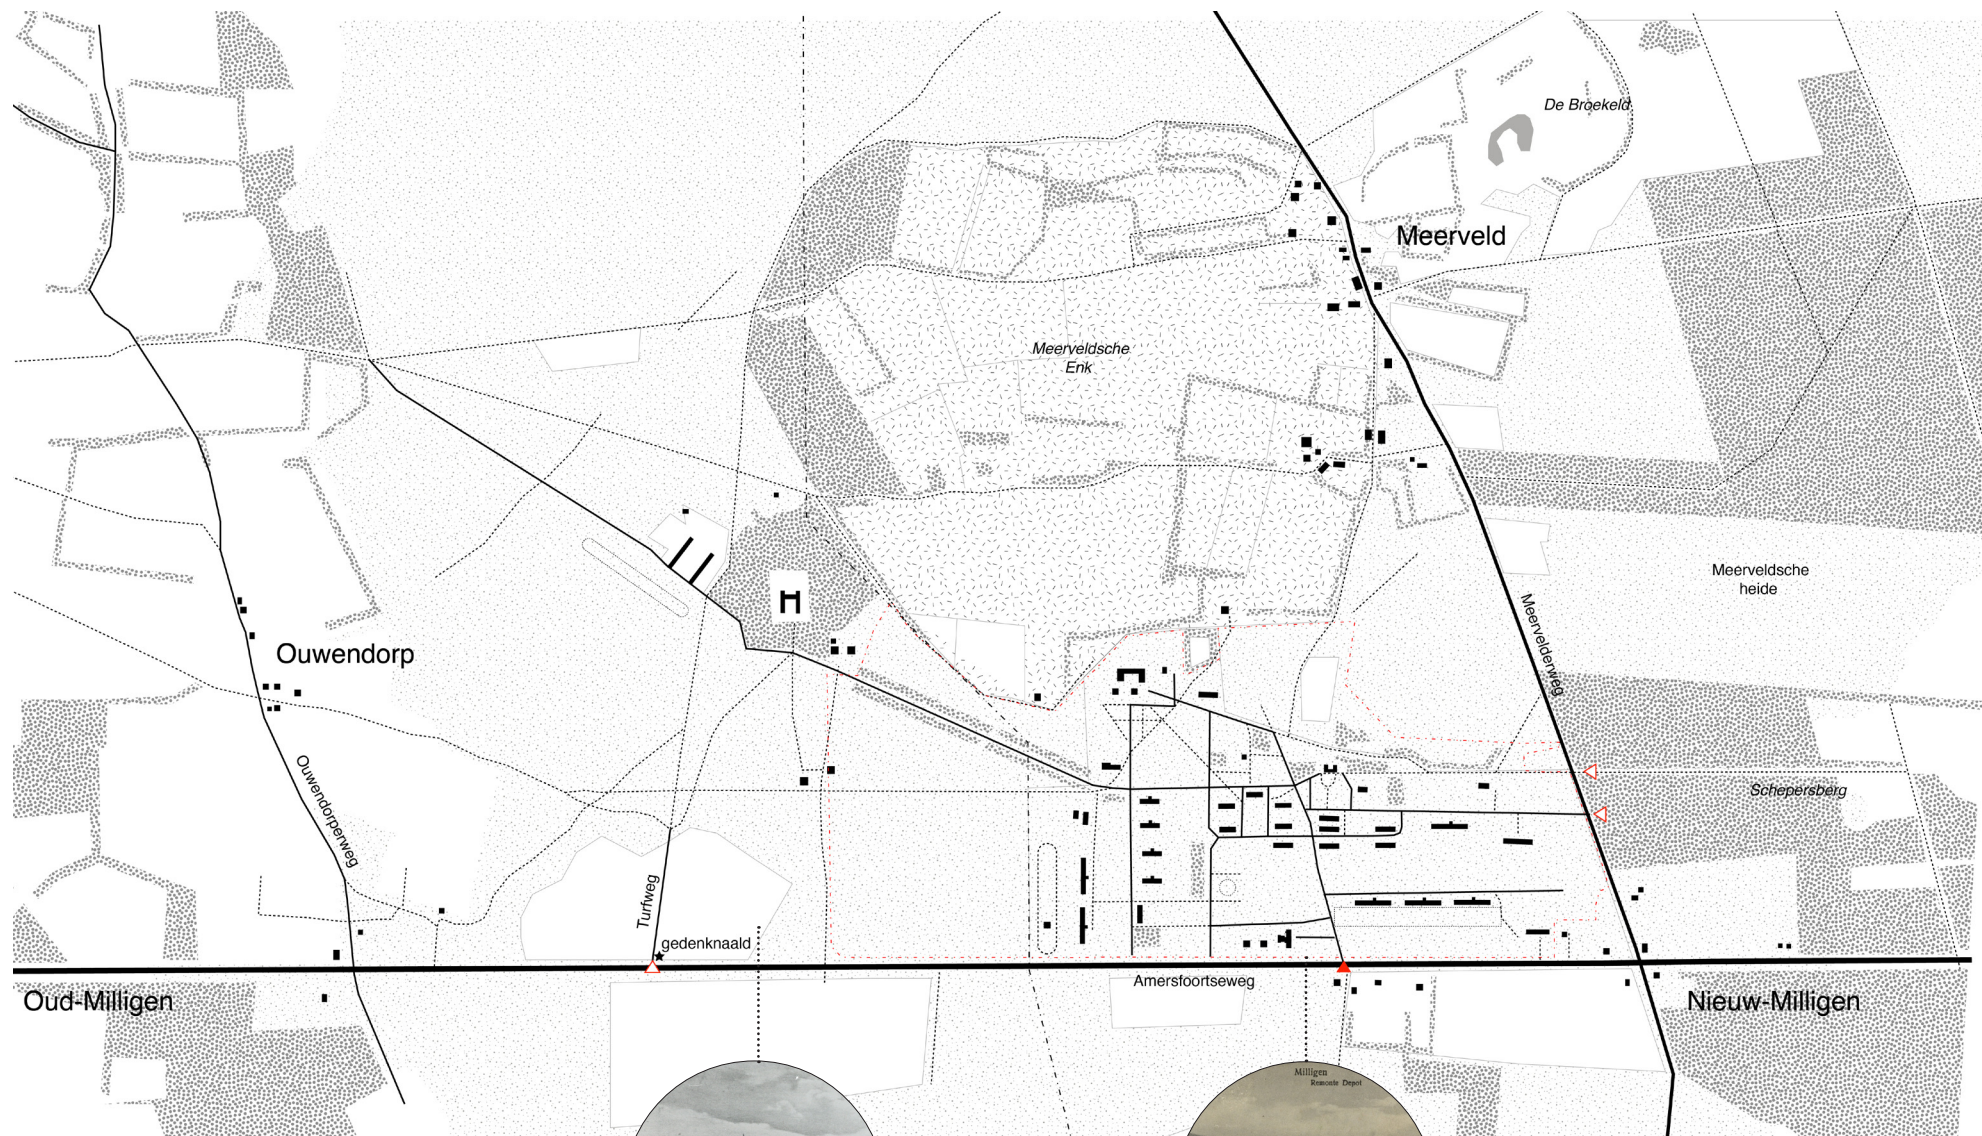 De Broekeld
Meerveld
Meerveldsche
Enk
Meerveldsche
heide
Meervelderweg
Ouwendorp
Ouwendorperweg
Schepersberg
Turfweg
gedenknaald
Amersfoortseweg
Oud-Milligen
Nieuw-Milligen
Milligen
Remonte Depot